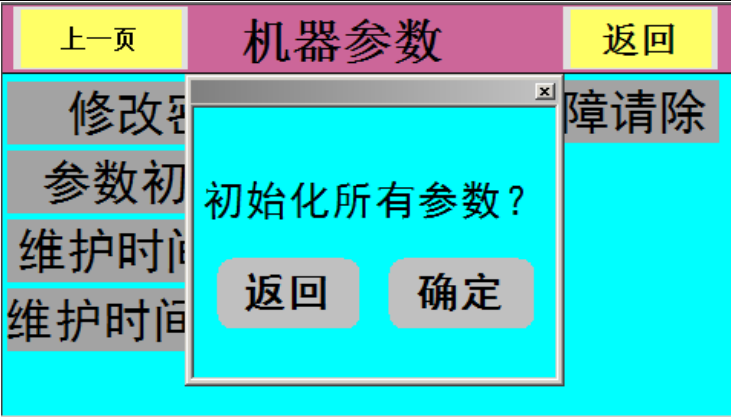 上一页 机器参数 返回
修改密 障请除
参数初
维护时间
维护时间
初始化所有参数？
返回 确定